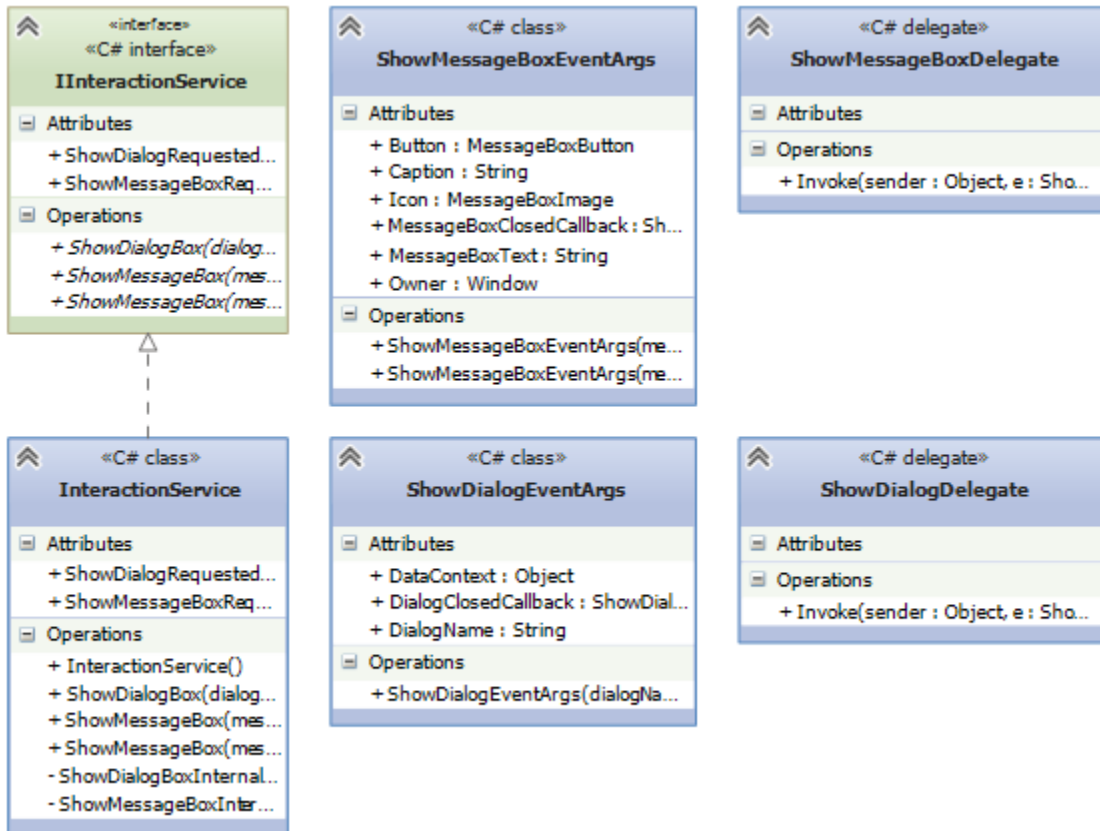 «interface»
«C# interface»
IInteractionService
Attributes
+ ShowDialogRequested...
+ ShowMessageBoxReq...
Operations
+ ShowDialogBox(dialog...
+ ShowMessageBox(mes...
+ ShowMessageBox(mes...
«C# class»
ShowMessageBoxEventArgs
Attributes
+ Button : MessageBoxButton
+ Caption : String
+ Icon : MessageBoxImage
+ MessageBoxClosedCallback : Sh...
+ MessageBoxText : String
+ Owner : Window
Operations
+ ShowMessageBoxEventArgs(me...
+ ShowMessageBoxEventArgs(me...
«C# delegate»
ShowMessageBoxDelegate
Attributes
Operations
+ Invoke(sender : Object, e : Sho...
«C# class»
InteractionService
Attributes
+ ShowDialogRequested...
+ ShowMessageBoxReq...
Operations
+ InteractionService()
+ ShowDialogBox(dialog...
+ ShowMessageBox(mes...
+ ShowMessageBox(mes...
- ShowDialogBoxInternal...
- ShowMessageBoxInter...
«C# class»
ShowDialogEventArgs
Attributes
+ DataContext : Object
+ DialogClosedCallback : ShowDial...
+ DialogName : String
Operations
+ ShowDialogEventArgs(dialogNa...
«C# delegate»
ShowDialogDelegate
Attributes
Operations
+ Invoke(sender : Object, e : Sho...